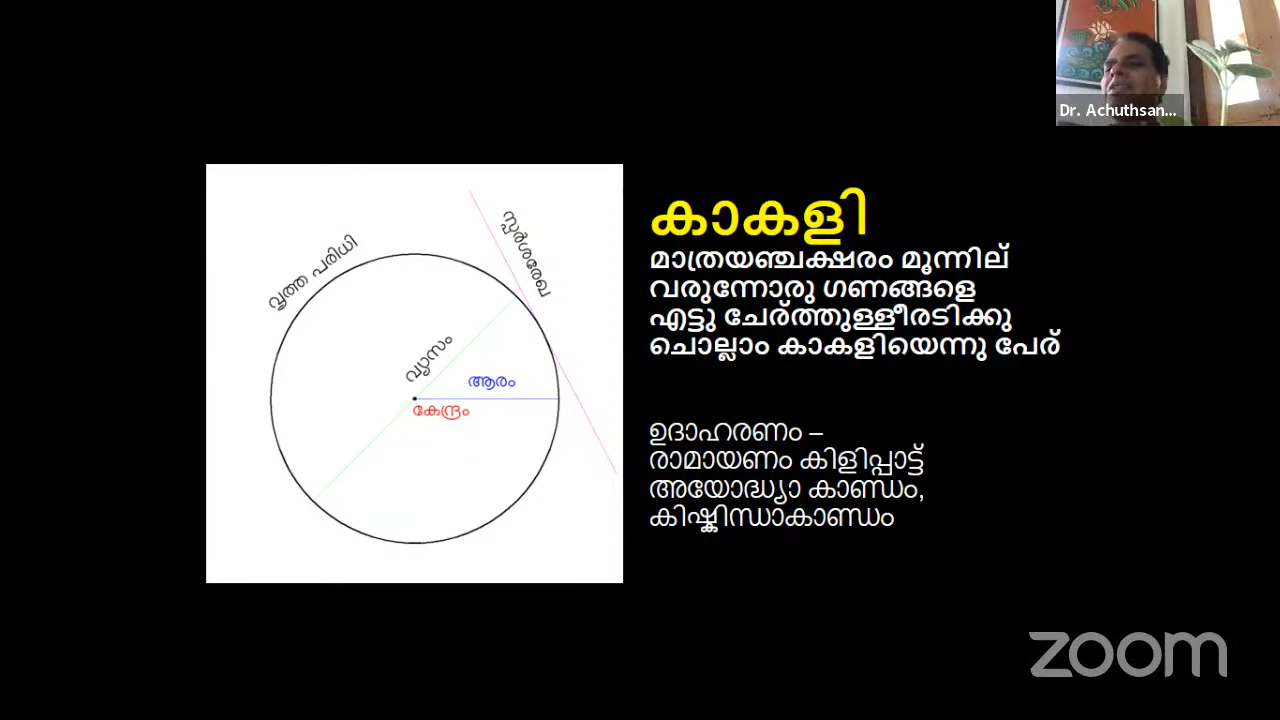 Dr. Achuthsan...
വൃത്ത പരിധി
സ്പർശരേഖ
വ്യാസം
ആരം
കേന്ദ്രം
കാകളി
മാത്രയഞ്ചക്ഷരം മൂന്നില്
വരുന്നോരു ഗണങ്ങളെ
എട്ടു ചേര്ത്തുള്ളീരടിക്കു
ചൊല്ലാം കാകളിയെന്നു പേര്
ഉദാഹരണം –
രാമായണം കിളിപ്പാട്ട്
അയോദ്ധ്യാ കാണ്ഡം,
കിഷ്കിന്ധാകാണ്ഡം
zoom